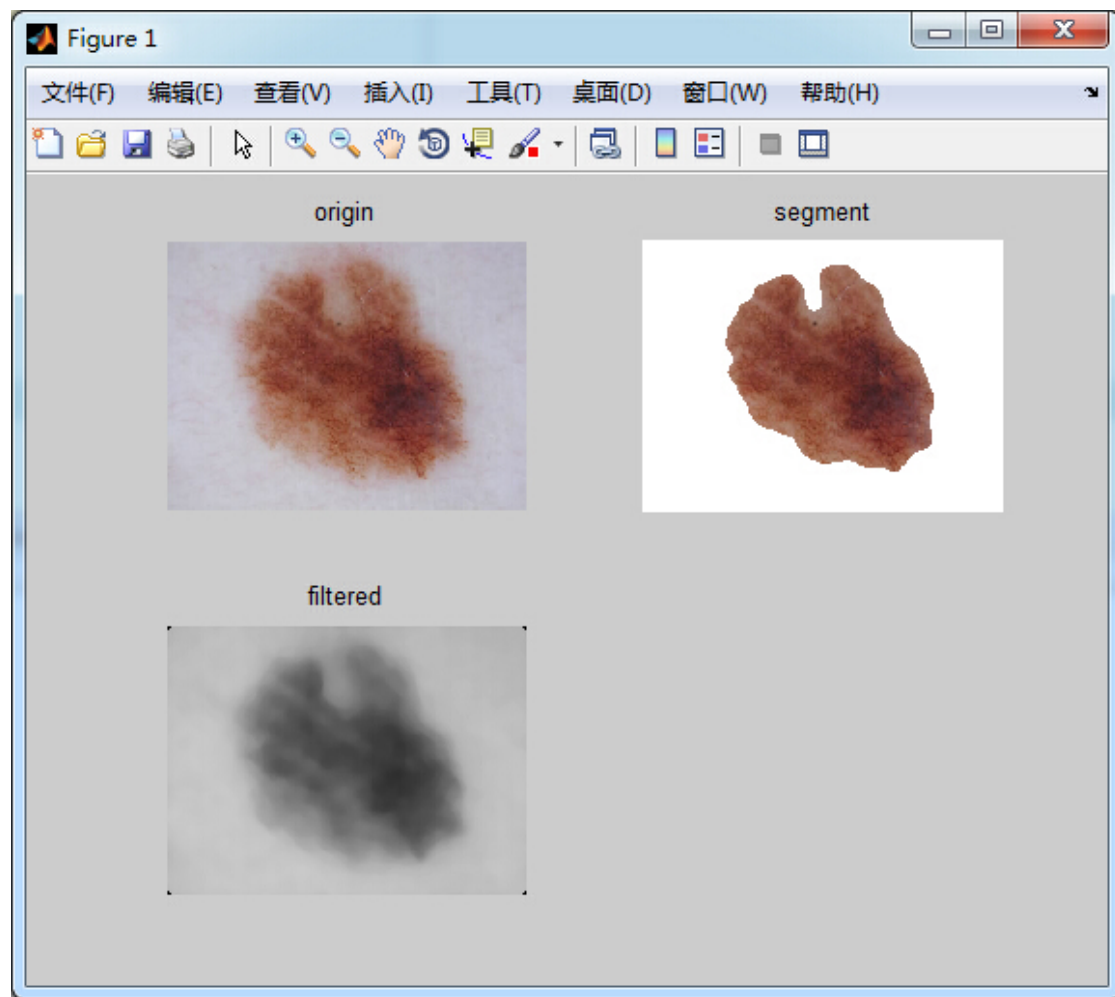 Figure 1
文件(F) 编辑(E) 查看(V) 插入(I) 工具(T) 桌面(D) 窗口(W) 帮助(H)
origin segment
filtered